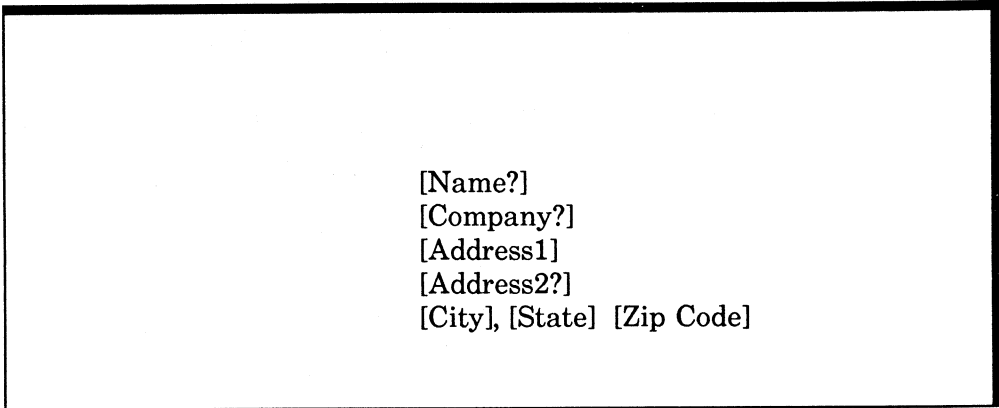 [Name?]
[Company?]
[Address1]
[Address2?]
[City], [State]  [Zip Code]